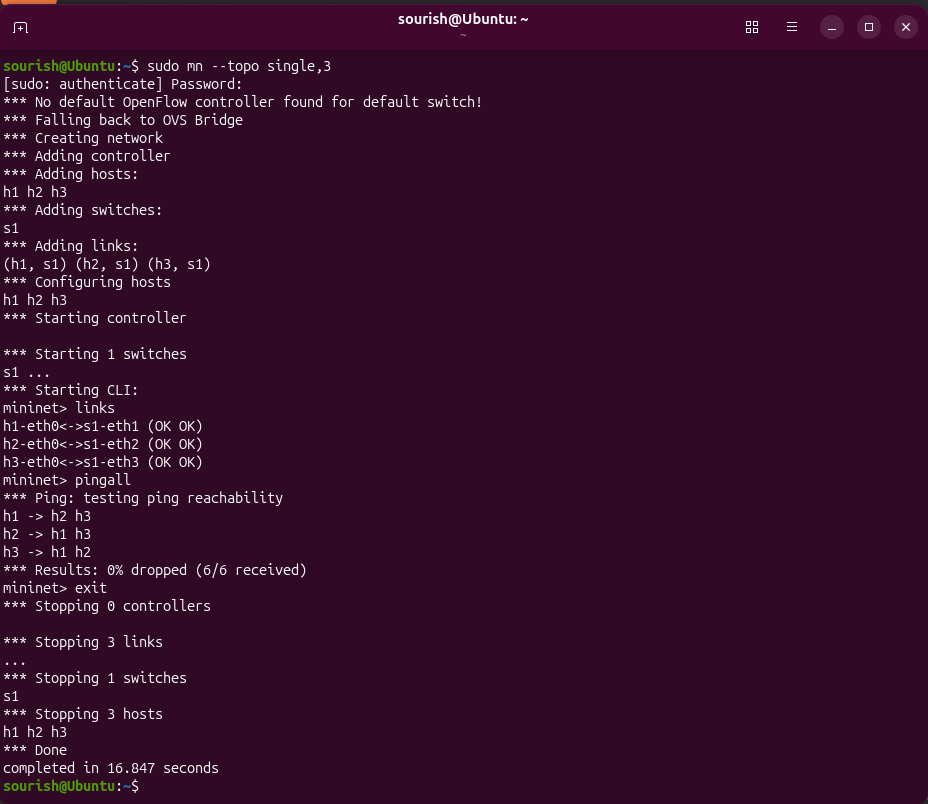 sourish@Ubuntu: ~
~
sourish@Ubuntu:~$ sudo mn --topo single,3
[sudo: authenticate] Password:
*** No default OpenFlow controller found for default switch!
*** Falling back to OVS Bridge
*** Creating network
*** Adding controller
*** Adding hosts:
h1 h2 h3
*** Adding switches:
s1
*** Adding links:
(h1, s1) (h2, s1) (h3, s1)
*** Configuring hosts
h1 h2 h3
*** Starting controller

*** Starting 1 switches
s1 ...
*** Starting CLI:
mininet> links
h1-eth0<->s1-eth1 (OK OK)
h2-eth0<->s1-eth2 (OK OK)
h3-eth0<->s1-eth3 (OK OK)
mininet> pingall
*** Ping: testing ping reachability
h1 -> h2 h3
h2 -> h1 h3
h3 -> h1 h2
*** Results: 0% dropped (6/6 received)
mininet> exit
*** Stopping 0 controllers

*** Stopping 3 links
...
*** Stopping 1 switches
s1
*** Stopping 3 hosts
h1 h2 h3
*** Done
completed in 16.847 seconds
sourish@Ubuntu:~$